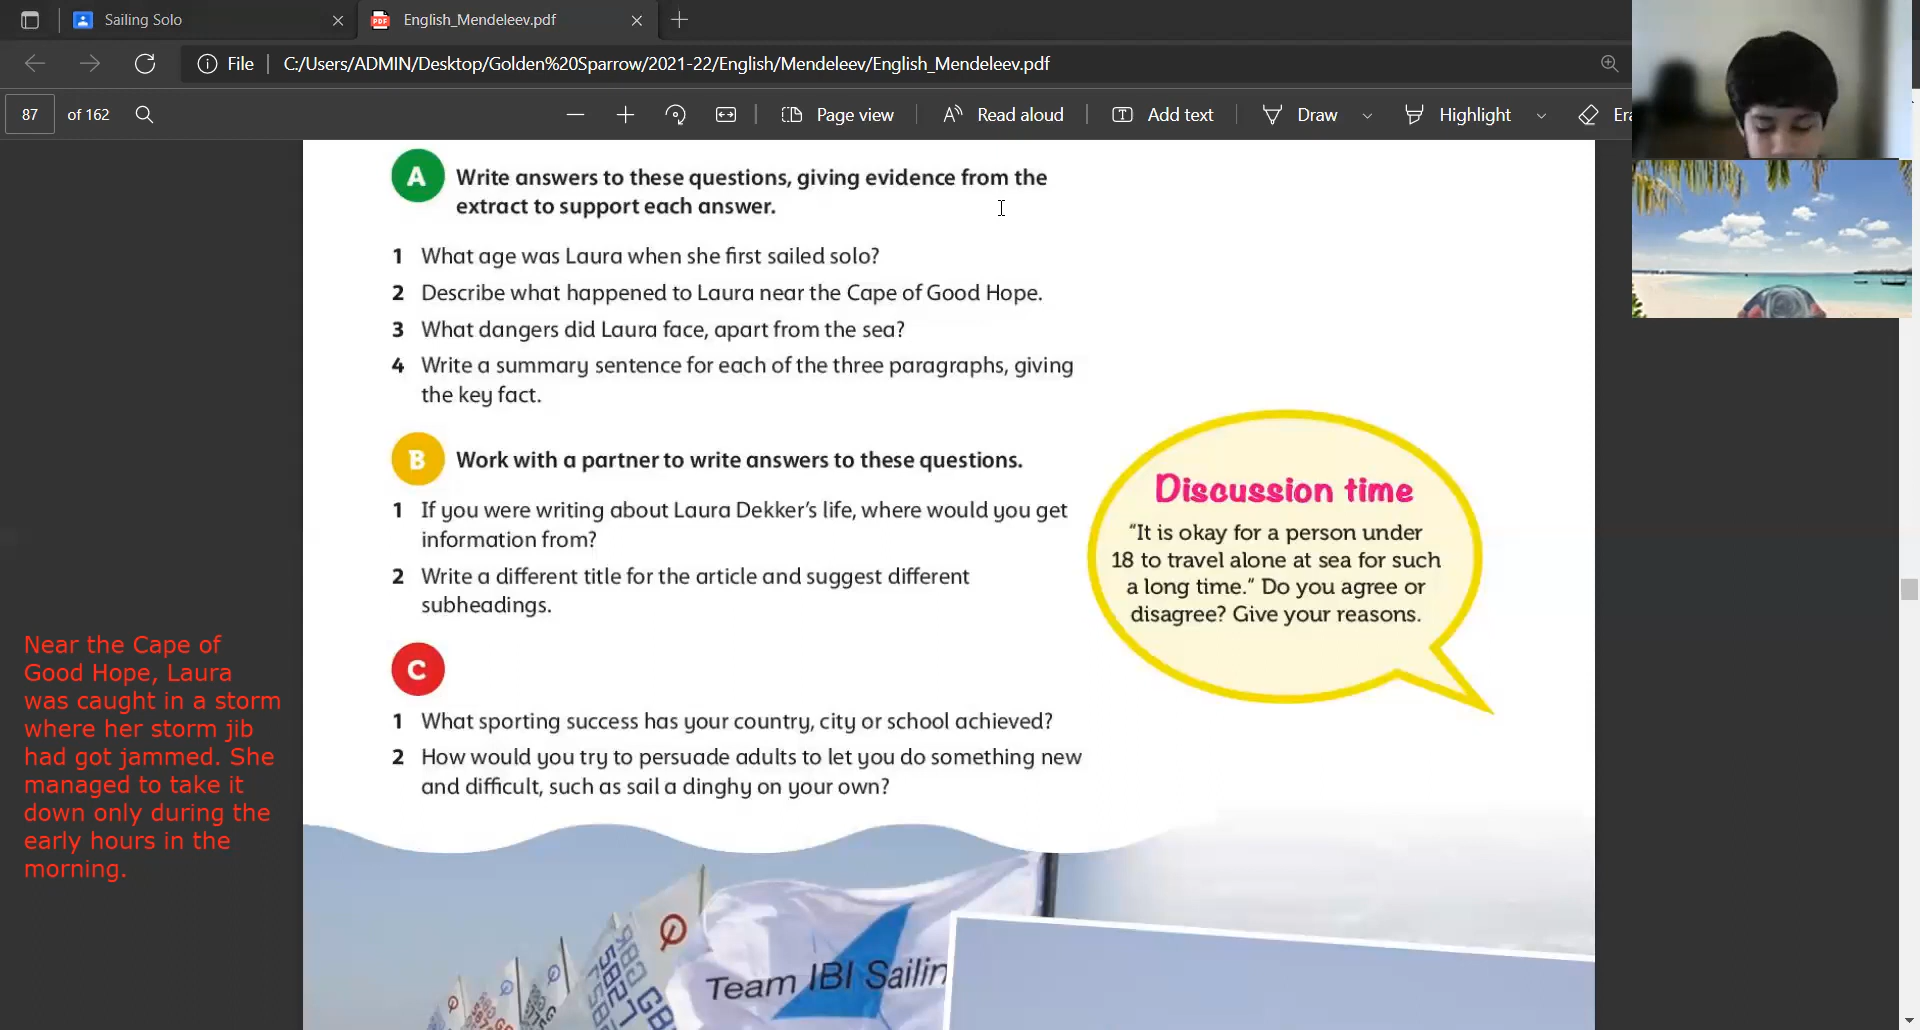 Sailing Solo
English_Mendeleev.pdf
File
C:/Users/ADMIN/Desktop/Golden%20Sparrow/2021-22/English/Mendeleev/English_Mendeleev.pdf
87 of 162
Page view
Read aloud
Add text
Draw
Highlight
Era
A
Write answers to these questions, giving evidence from the
extract to support each answer.
1 What age was Laura when she first sailed solo?
2 Describe what happened to Laura near the Cape of Good Hope.
3 What dangers did Laura face, apart from the sea?
4 Write a summary sentence for each of the three paragraphs, giving
the key fact.
B
Work with a partner to write answers to these questions.
1 If you were writing about Laura Dekker's life, where would you get
information from?
2 Write a different title for the article and suggest different
subheadings.
C
1 What sporting success has your country, city or school achieved?
2 How would you try to persuade adults to let you do something new
and difficult, such as sail a dinghy on your own?
Discussion time
"It is okay for a person under
18 to travel alone at sea for such
a long time." Do you agree or
disagree? Give your reasons.
Near the Cape of
Good Hope, Laura
was caught in a storm
where her storm jib
had got jammed. She
managed to take it
down only during the
early hours in the
morning.
Team IBI Sailin